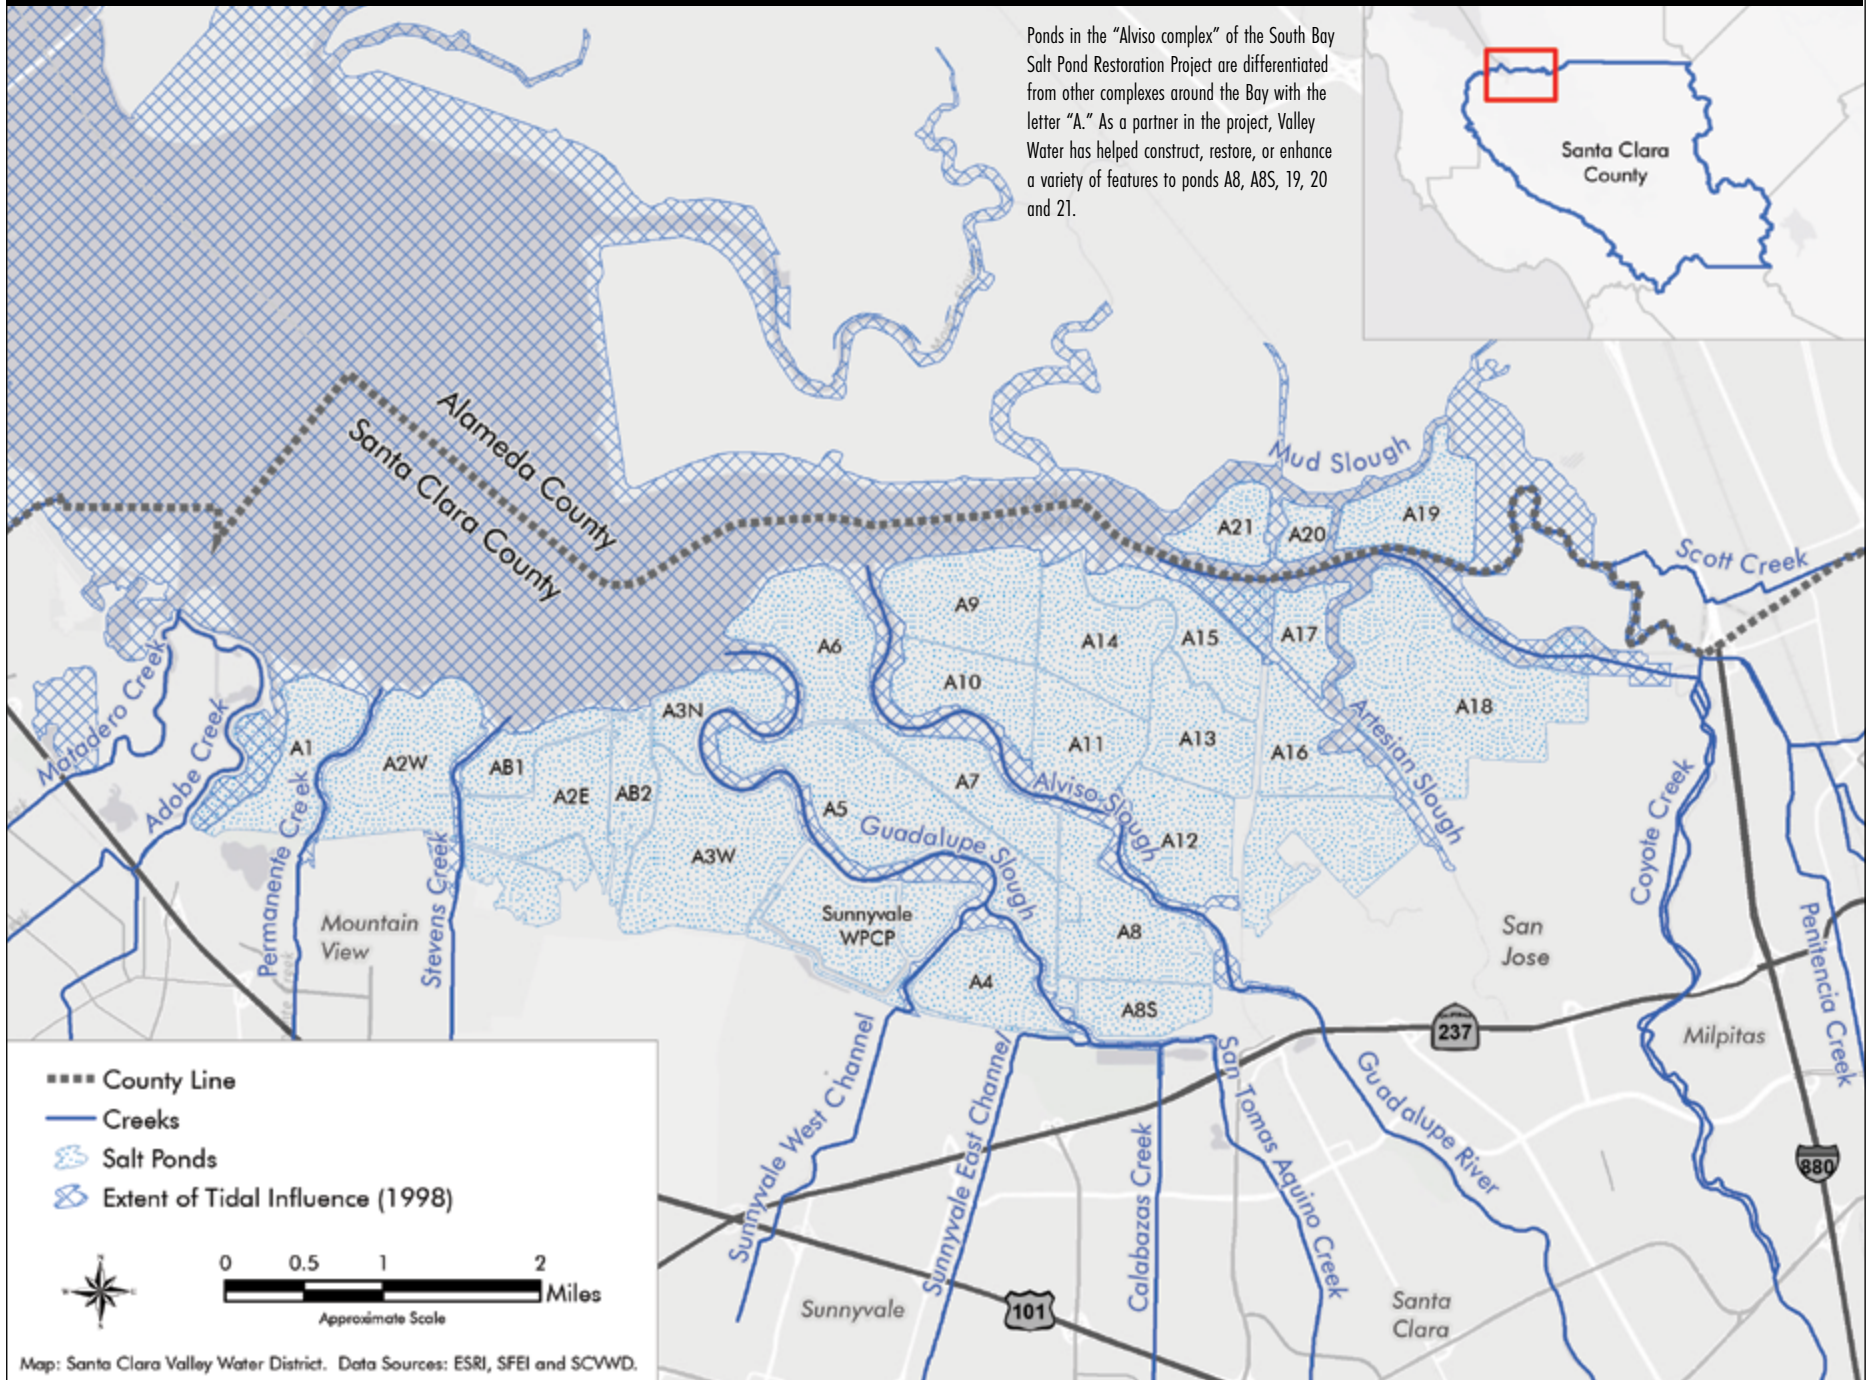 Ponds in the “Alviso complex” of the South Bay
Salt Pond Restoration Project are differentiated
from other complexes around the Bay with the
letter “A.” As a partner in the project, Valley
Water has helped construct, restore, or enhance
a variety of features to ponds A8, A8S, 19, 20
and 21.
Santa Clara
County
Alameda County
Santa Clara County
Mud Slough
A21
A20
A19
Scott Creek
A9
A6
A14
A15
A17
A10
A18
Matadero Creek
Adobe Creek
A1
A2W
AB1
A2E
AB2
A3N
A11
A13
A16
Artesian Slough
A7
Alviso Slough
A5
Guadalupe Slough
A12
A3W
Coyote Creek
Permanente Creek
Stevens Creek
Mountain
View
Sunnyvale
WPCP
A8
San
Jose
Penitencia Creek
A4
A8S
237
Milpitas
Sunnyvale West Channel
Sunnyvale East Channel
Calabazas Creek
San Tomas Aquino Creek
Guadalupe River
880
Sunnyvale
101
Santa
Clara
County Line
Creeks
Salt Ponds
Extent of Tidal Influence (1998)
0 0.5 1 2
Miles
Approximate Scale
Map: Santa Clara Valley Water District. Data Sources: ESRI, SFEI and SCVWD.